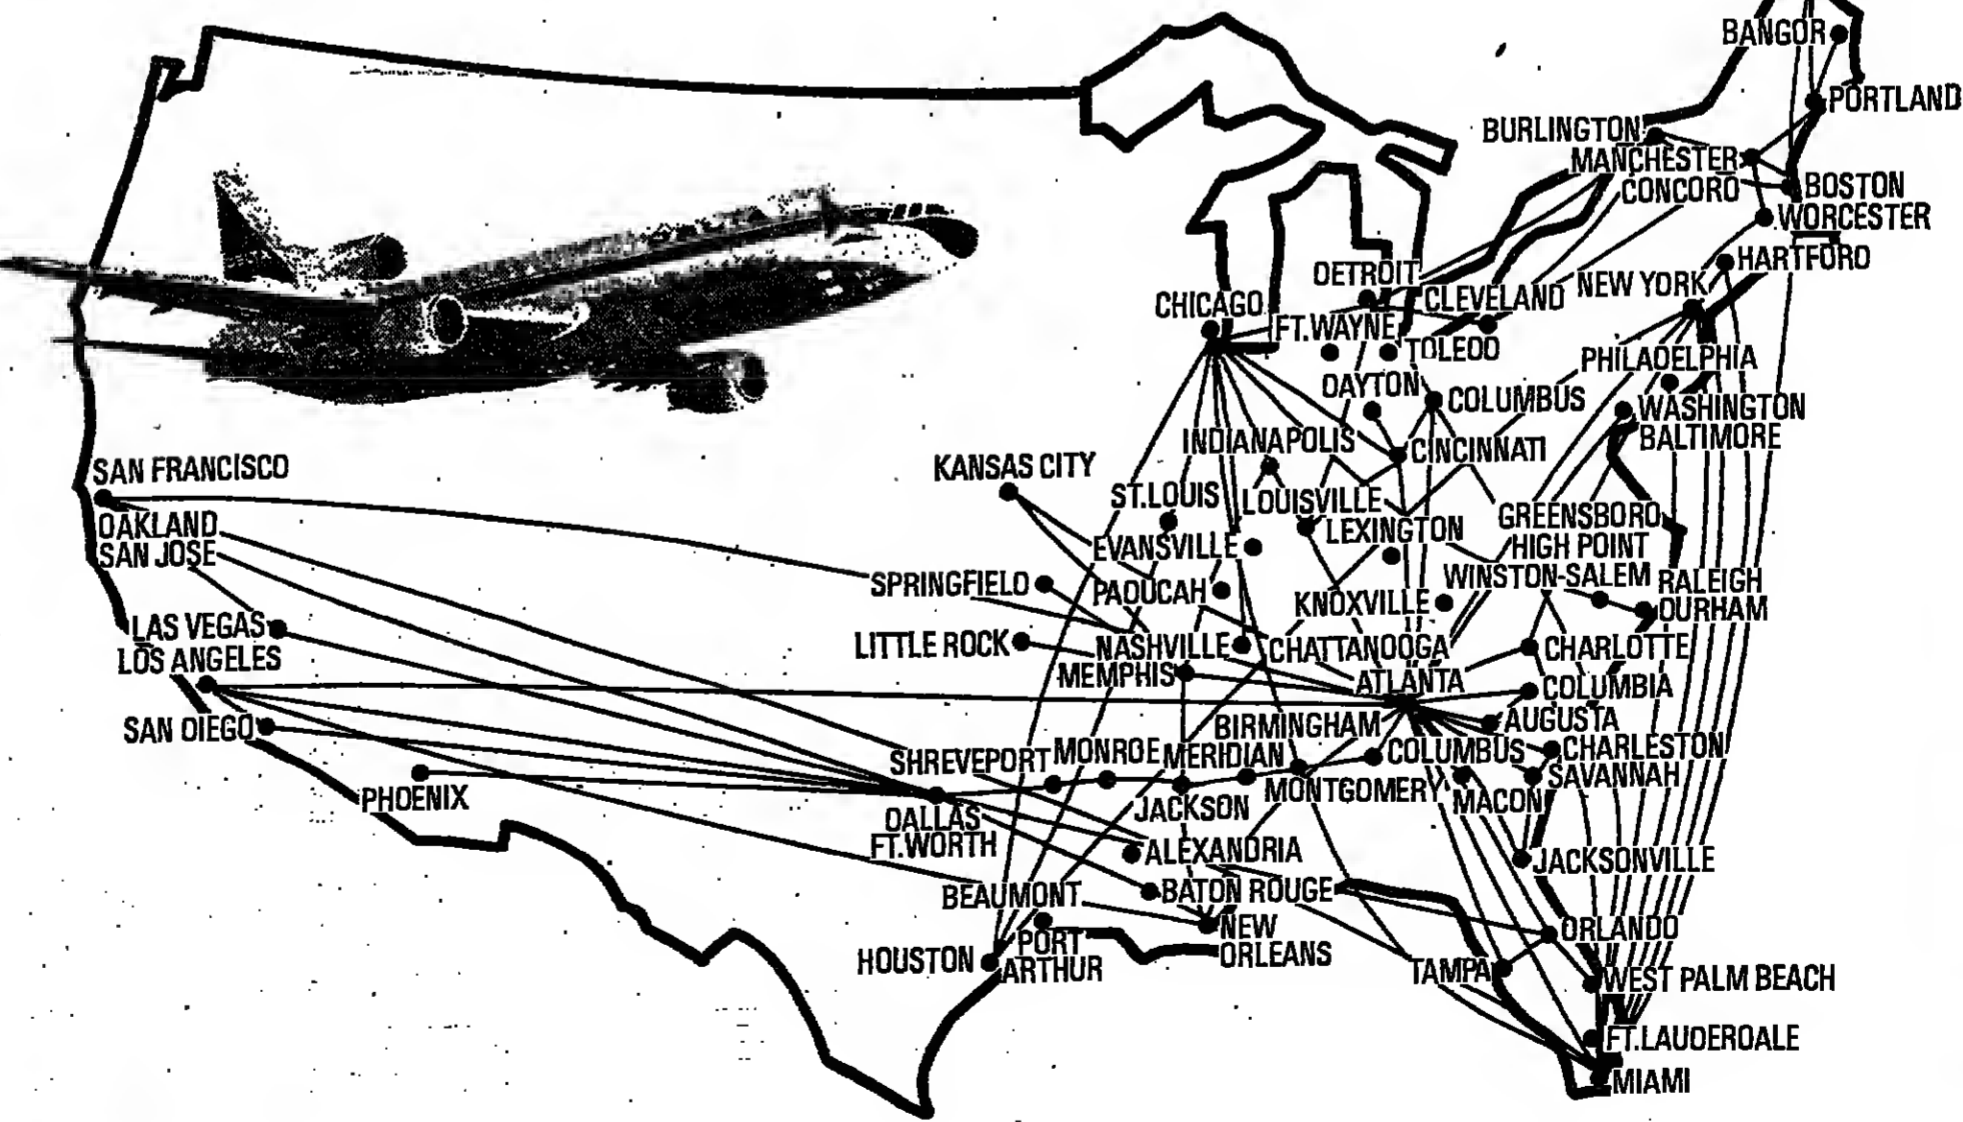 BANGOR
PORTLAND
BURLINGTON
MANCHESTER
CONCORD
BOSTON
WORCESTER
HARTFORD
DETROIT
CLEVELAND
NEW YORK
CHICAGO
FT. WAYNE
TOLEDO
PHILADELPHIA
DAYTON
COLUMBUS
WASHINGTON
BALTIMORE
INDIANAPOLIS
CINCINNATI
SAN FRANCISCO
KANSAS CITY
ST. LOUIS
LOUISVILLE
LEXINGTON
GREENSBORO
HIGH POINT
WINSTON-SALEM
OAKLAND
SAN JOSE
EVANSVILLE
SPRINGFIELD
PADUCAH
KNOXVILLE
RALEIGH
DURHAM
LAS VEGAS
LOS ANGELES
LITTLE ROCK
NASHVILLE
CHATTANOOGA
CHARLOTTE
MEMPHIS
ATLANTA
COLUMBIA
SAN DIEGO
BIRMINGHAM
AUGUSTA
SHREVEPORT
MONROE
MERIDIAN
COLUMBUS
CHARLESTON
SAVANNAH
PHOENIX
JACKSON
MONTGOMERY
MACON
DALLAS
FT. WORTH
ALEXANDRIA
JACKSONVILLE
BEAUMONT
BATON ROUGE
PORT
ARTHUR
NEW
ORLEANS
ORLANDO
HOUSTON
TAMPA
WEST PALM BEACH
FT. LAUDERDALE
MIAMI